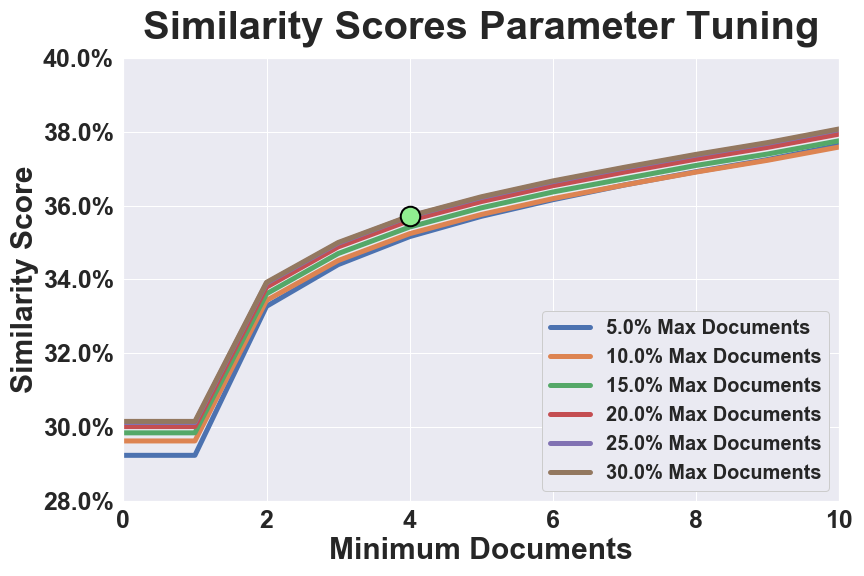 Similarity Scores Parameter Tuning
40.0%
38.0%
36.0%
34.0%
32.0%
30.0%
28.0%
Similarity Score
0 2 4 6 8 10
Minimum Documents
5.0% Max Documents
10.0% Max Documents
15.0% Max Documents
20.0% Max Documents
25.0% Max Documents
30.0% Max Documents